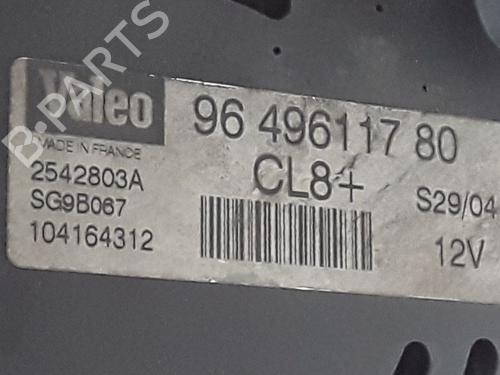 B-PARTS
Valeo
MADE IN FRANCE
2542803A
SG9B067
104164312
96 496117 80
CL8+
S29/04
12V